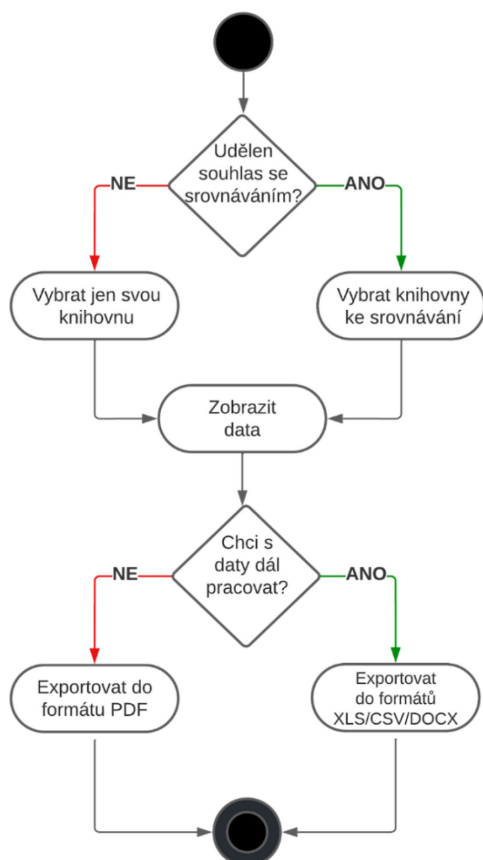 Udělen
souhlas se
srovnáváním?
NE
ANO
Vybrat jen svou
knihovnu
Vybrat knihovny
ke srovnávání
Zobrazit
data
Chci s
daty dál
pracovat?
NE
ANO
Exportovat do
formátu PDF
Exportovat
do formátů
XLS/CSV/DOCX